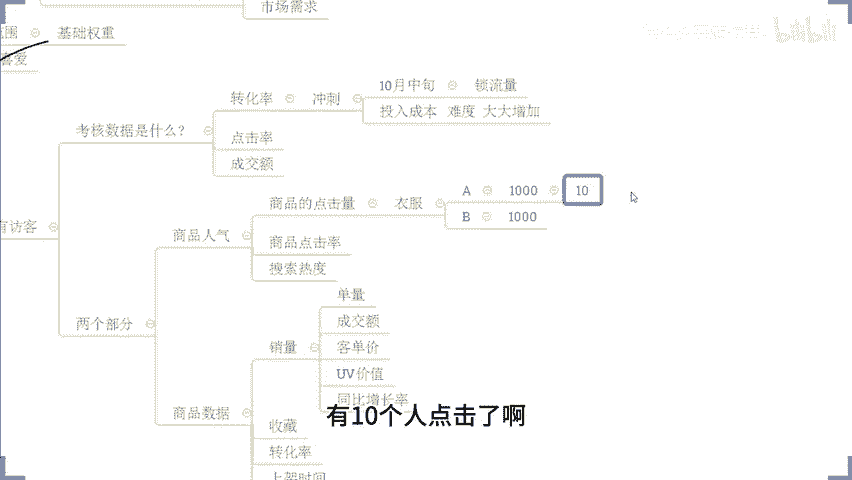 市场需求
基础权重
喜爱
10月中旬 锁流量
转化率 冲刺
投入成本 难度 大大增加
考核数据是什么?
点击率
成交额
A 1000 10
商品的点击量 衣服
B 1000
有访客
商品人气
商品点击率
搜索热度
单量
两个部分
成交额
销量 客单价
UV价值
同比增长率
商品数据
有10个人点击了啊
收藏
转化率
上架时间
bilibili